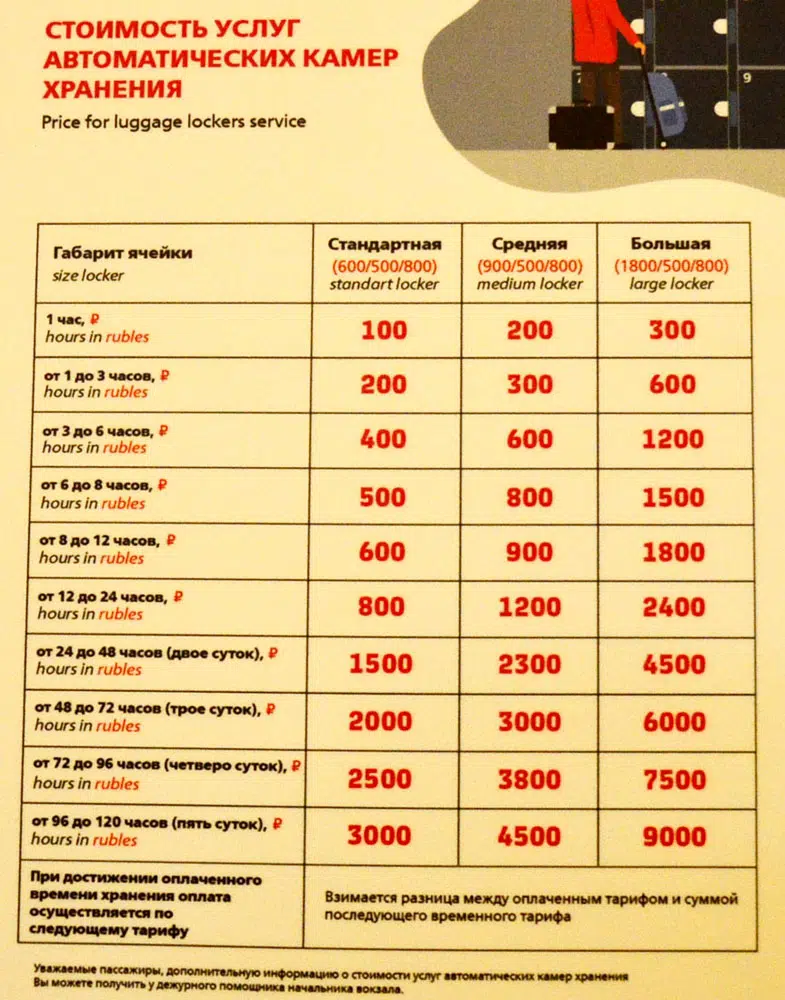 СТОИМОСТЬ УСЛУГ
АВТОМАТИЧЕСКИХ КАМЕР
ХРАНЕНИЯ
Price for luggage lockers service
7
9
Габарит ячейки
size locker
Стандартная
(600/500/800)
standart locker
Средняя
(900/500/800)
medium locker
Большая
(1800/500/800)
large locker
1 час, ₽
hours in rubles
100 200 300
от 1 до 3 часов, ₽
hours in rubles
200 300 600
от 3 до 6 часов, ₽
hours in rubles
400 600 1200
от 6 до 8 часов, ₽
hours in rubles
500 800 1500
от 8 до 12 часов, ₽
hours in rubles
600 900 1800
от 12 до 24 часов, ₽
hours in rubles
800 1200 2400
от 24 до 48 часов (двое суток), ₽
hours in rubles
1500 2300 4500
от 48 до 72 часов (трое суток), ₽
hours in rubles
2000 3000 6000
от 72 до 96 часов (четверо суток), ₽
hours in rubles
2500 3800 7500
от 96 до 120 часов (пять суток), ₽
hours in rubles
3000 4500 9000
При достижении оплаченного
времени хранения оплата
осуществляется по
следующему тарифу
Взимается разница между оплаченным тарифом и суммой
последующего временного тарифа
Уважаемые пассажиры, дополнительную информацию о стоимости услуг автоматических камер хранения
Вы можете получить у дежурного помощника начальника вокзала.